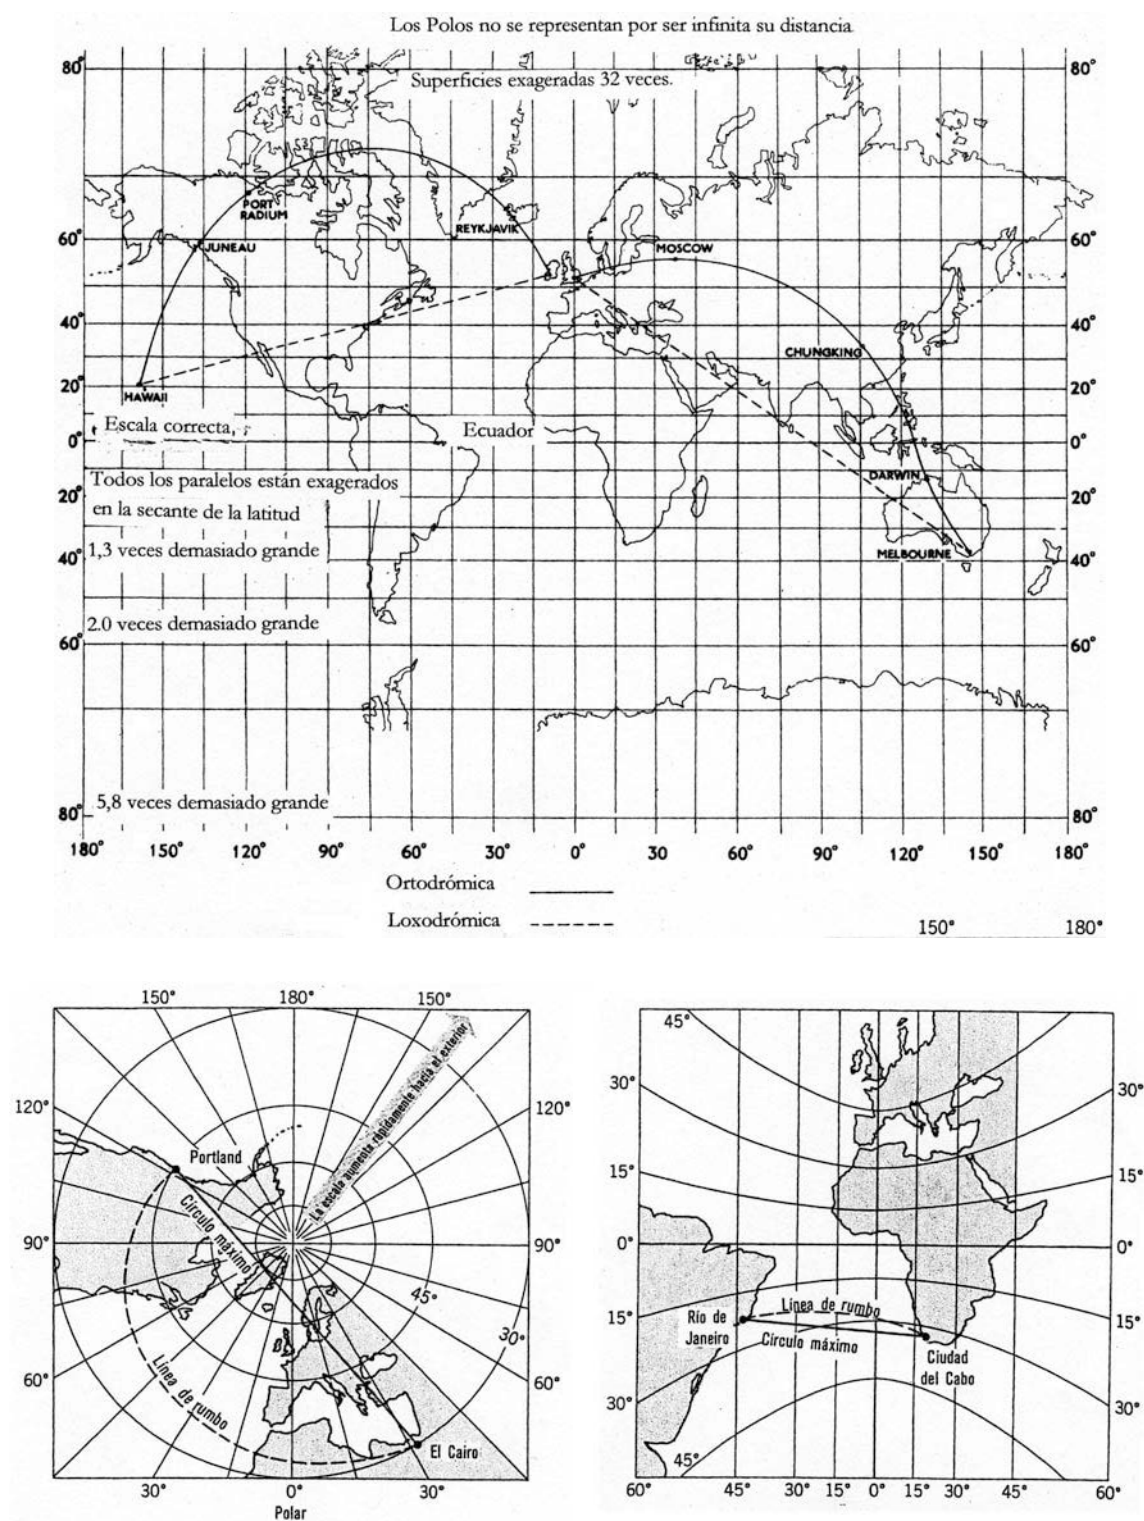 Los Polos no se representan por ser infinita su distancia
80° 80°
Superficies exageradas 32 veces.
PORT
RADIUM
REYKJAVIK
60° JUNEAU MOSCOW 60°
40° 40°
CHUNGKING
20° 20°
HAWAII
Escala correcta, Ecuador
0° 0°
Todos los paralelos están exagerados DARWIN
20° en la secante de la latitud 20°
1,3 veces demasiado grande MELBOURNE
40° 40°
2.0 veces demasiado grande
60° 60°
5,8 veces demasiado grande
80° 80°
180° 150° 120° 90° 60° 30° 0° 30 60° 90° 120° 150° 180°
Ortodrómica
Loxodrómica
150° 180°
150° 180° 150°
La escala aumenta rápidamente hacia el exterior
120° 120°
Portland
Círculo máximo
90° 90°
45°
30°
Línea de rumbo
60° 60°
El Cairo
30° 0° 30°
Polar
45°
30° 30°
15° 15°
0° 0°
Línea de rumbo
15° Río de 15°
Janeiro
Círculo máximo
Ciudad
del Cabo
30° 30°
45°
60° 45° 30° 15° 0° 15° 30° 45° 60°